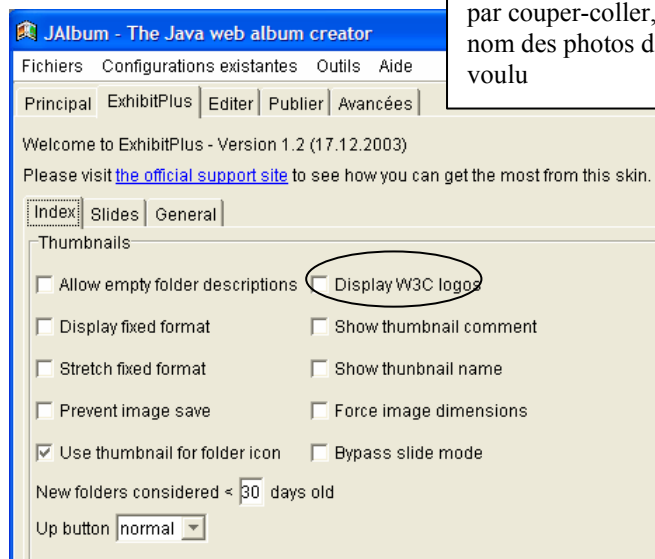 par couper-coller,
nom des photos d
voulu
JAlbum - The Java web album creator
Fichiers Configurations existantes Outils Aide
Principal ExhibitPlus Editer Publier Avancées
Welcome to ExhibitPlus - Version 1.2 (17.12.2003)
Please visit the official support site to see how you can get the most from this skin.
Index Slides General
Thumbnails
Allow empty folder descriptions Display W3C logos
Display fixed format Show thumbnail comment
Stretch fixed format Show thunbnail name
Prevent image save Force image dimensions
Use thumbnail for folder icon Bypass slide mode
New folders considered < 30 days old
Up button normal